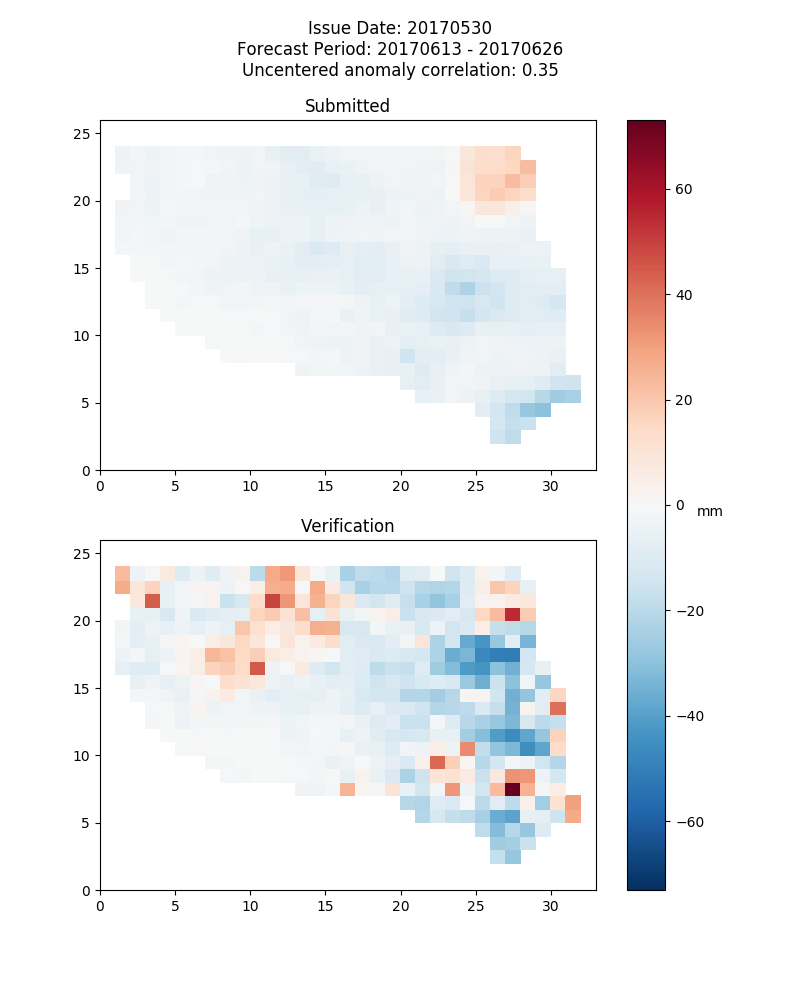 Issue Date: 20170530
Forecast Period: 20170613 - 20170626
Uncentered anomaly correlation: 0.35
Submitted
25
20
15
10
5
0
0 5 10 15 20 25 30
Verification
25
20
15
10
5
0
0 5 10 15 20 25 30
60
40
20
0
−20
−40
−60
mm